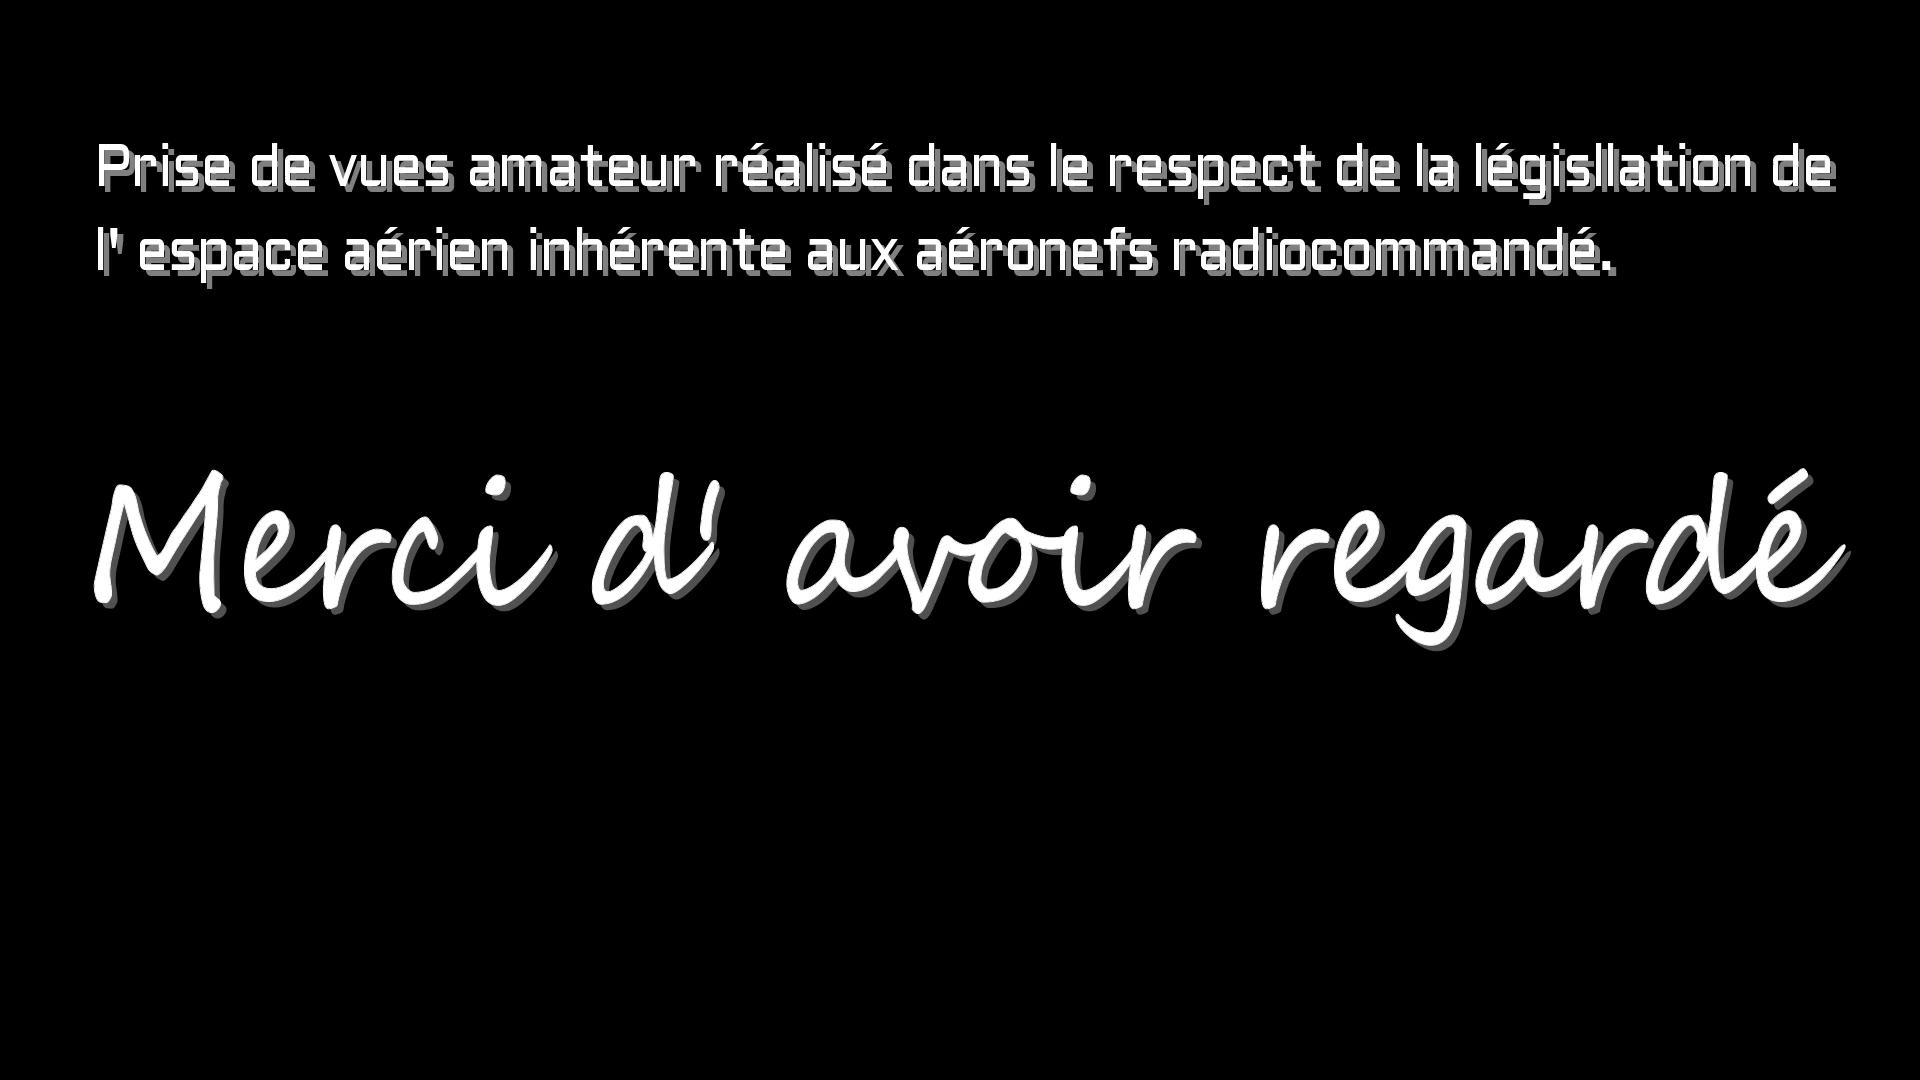 Prise de vues amateur réalisé dans le respect de la législlation de
l' espace aérien inhérente aux aéronefs radiocommandé.
Merci d' avoir regardé